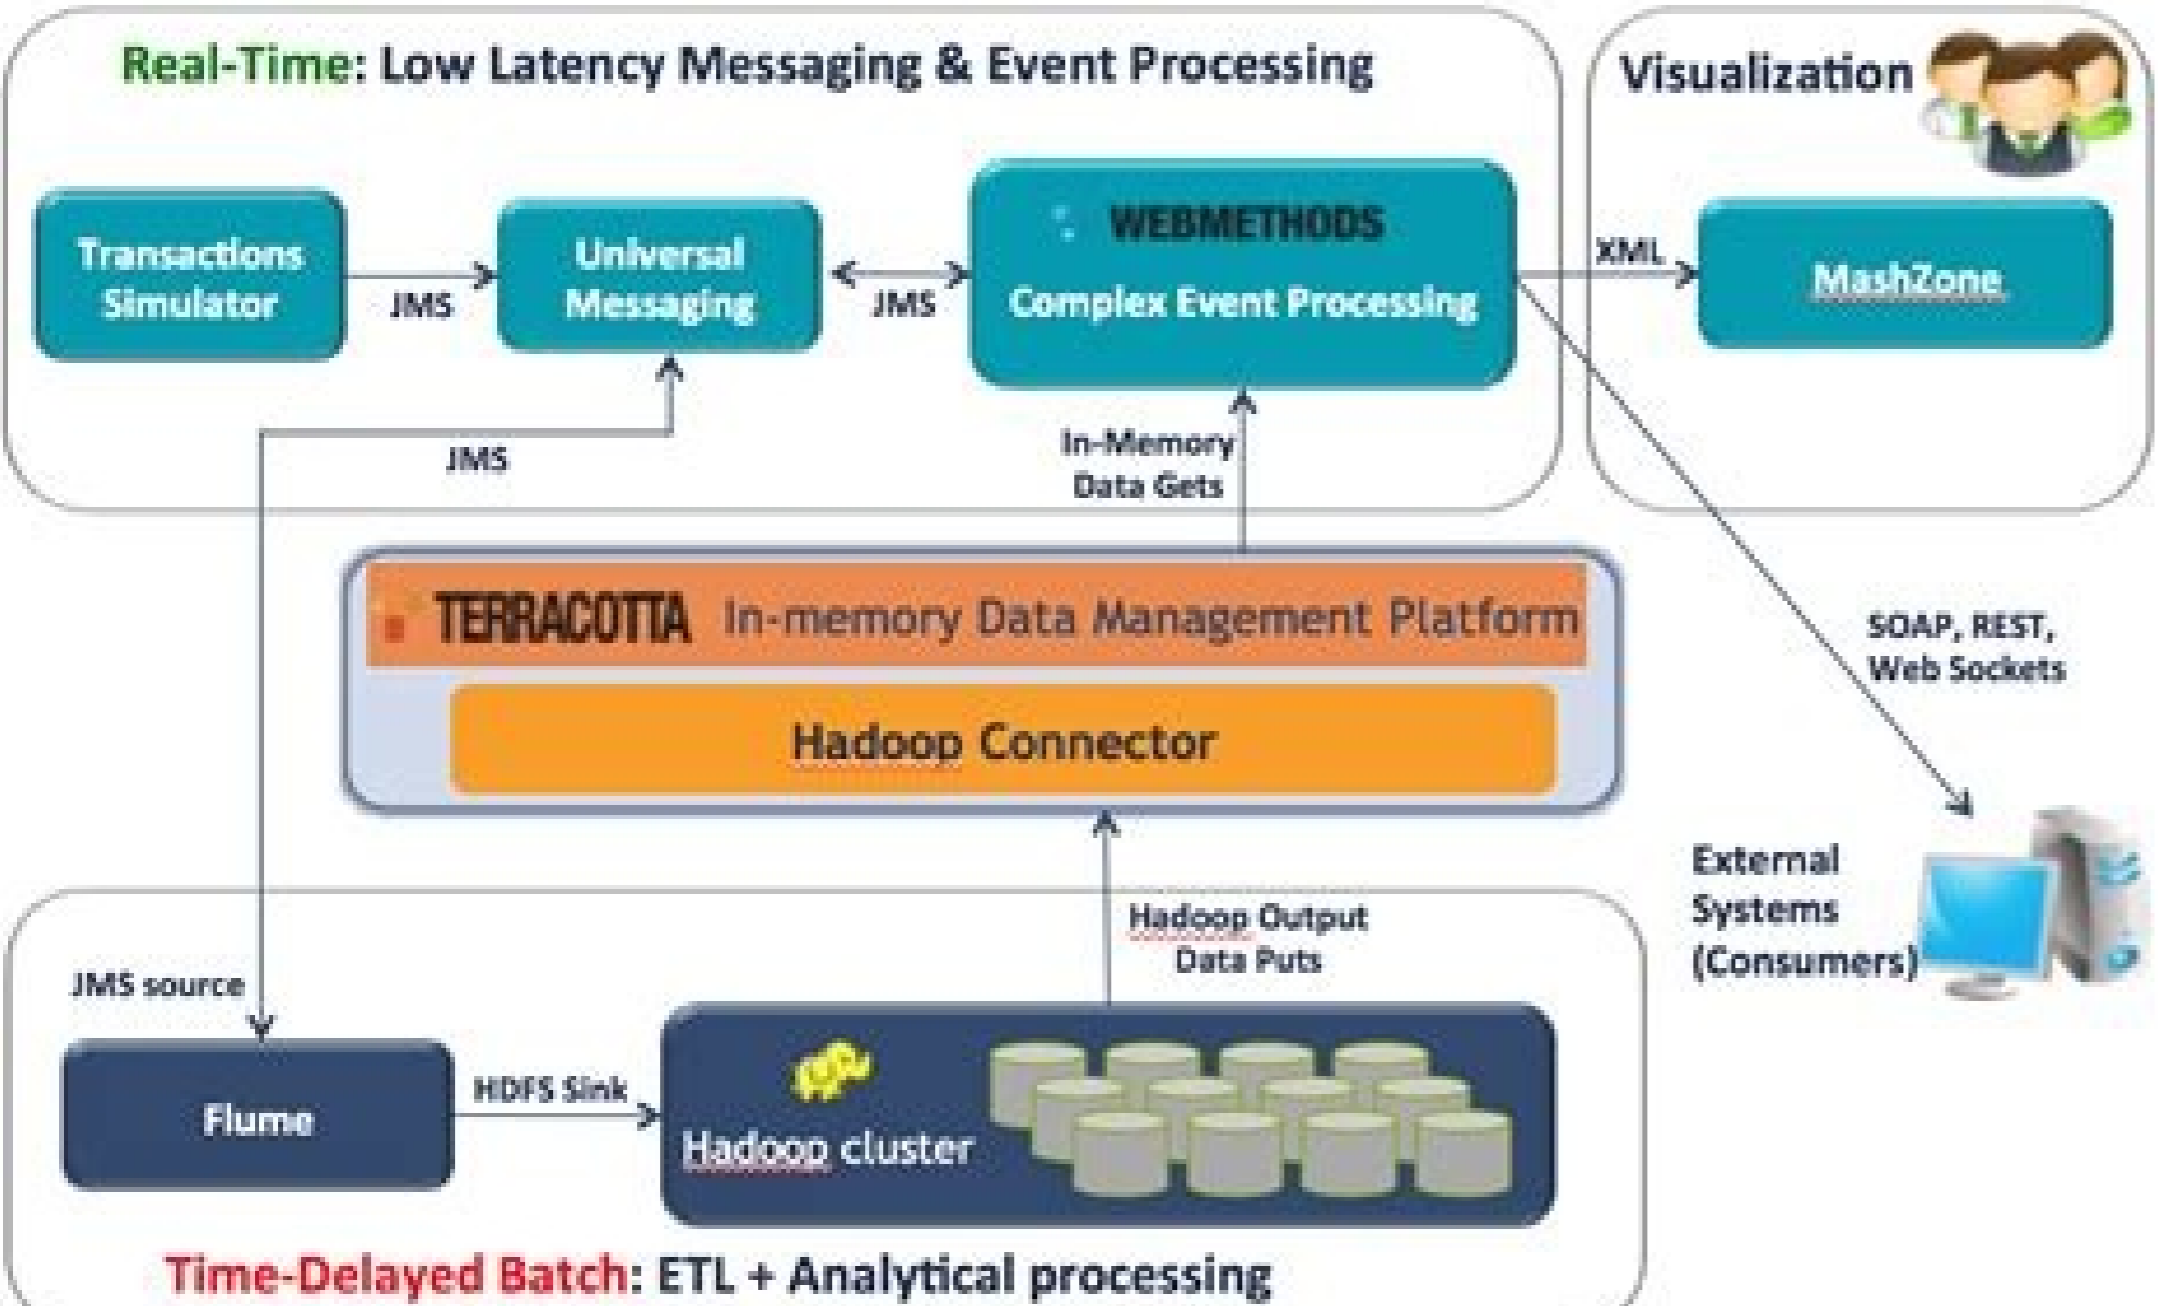 Real-Time: Low Latency Messaging & Event Processing
Visualization
Transactions
Simulator
JMS
Universal
Messaging
JMS
WEBMETHODS
Complex Event Processing
XML
MashZone
JMS
In-Memory
Data Gets
TERRACOTTA In-memory Data Management Platform
Hadoop Connector
SOAP, REST,
Web Sockets
External
Systems
(Consumers)
Hadoop Output
Data Puts
JMS source
Flume
HDFS Sink
Hadoop cluster
Time-Delayed Batch: ETL + Analytical processing